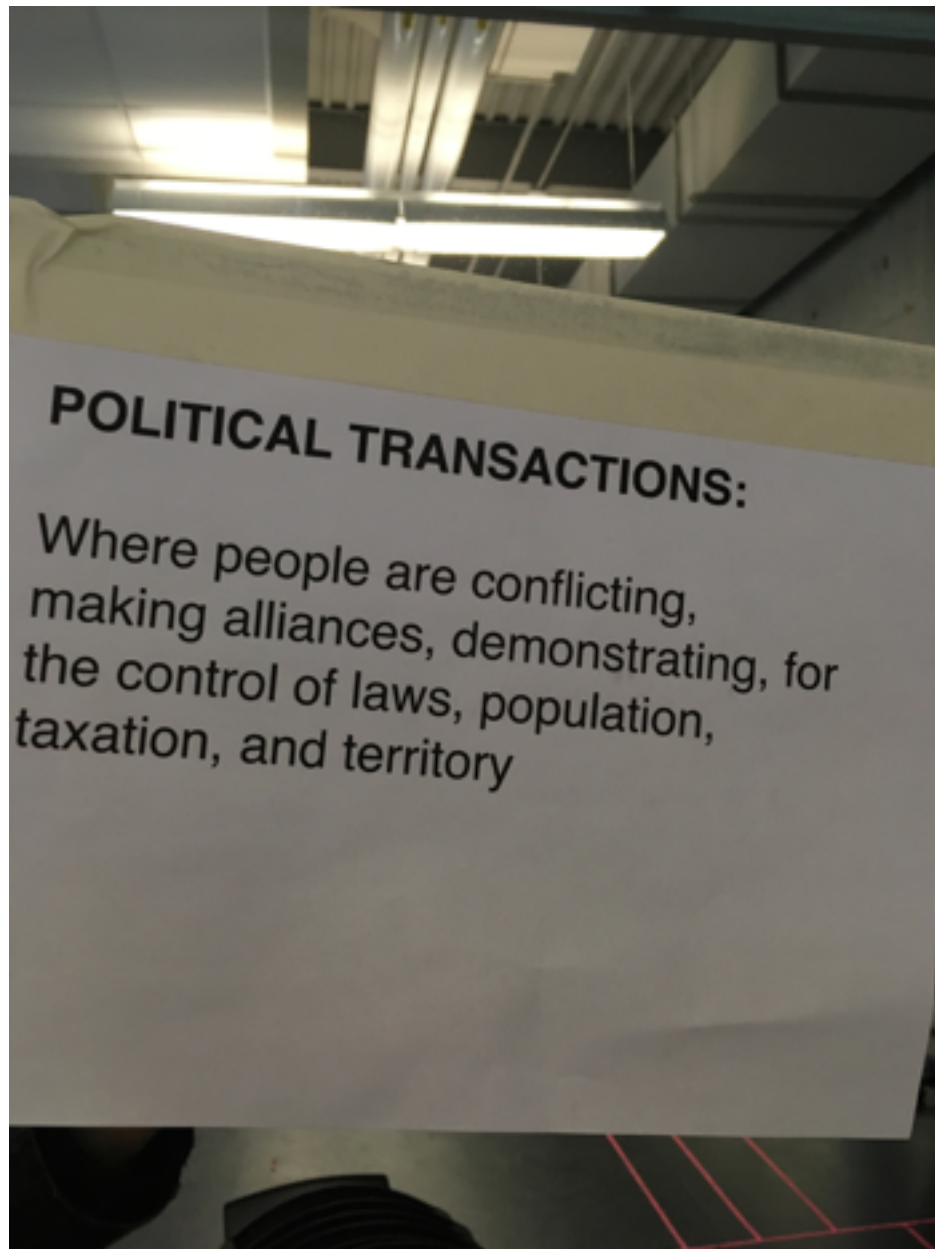 POLITICAL TRANSACTIONS:
Where people are conflicting,
making alliances, demonstrating, for
the control of laws, population,
taxation, and territory